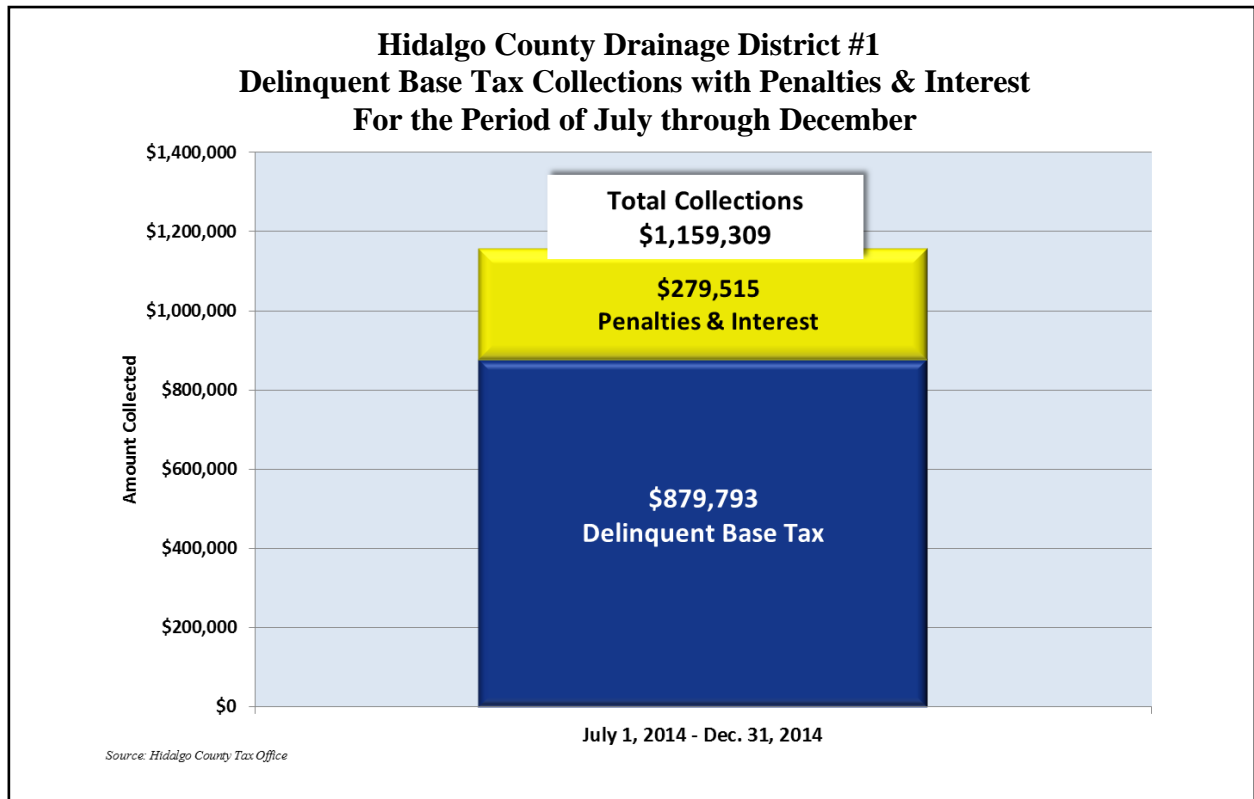 Hidalgo County Drainage District #1
Delinquent Base Tax Collections with Penalties & Interest
For the Period of July through December
$1,400,000
$1,200,000
$1,000,000
$800,000
$600,000
$400,000
$200,000
$0
Amount Collected
Total Collections
$1,159,309
$279,515
Penalties & Interest
$879,793
Delinquent Base Tax
July 1, 2014 - Dec. 31, 2014
Source: Hidalgo County Tax Office